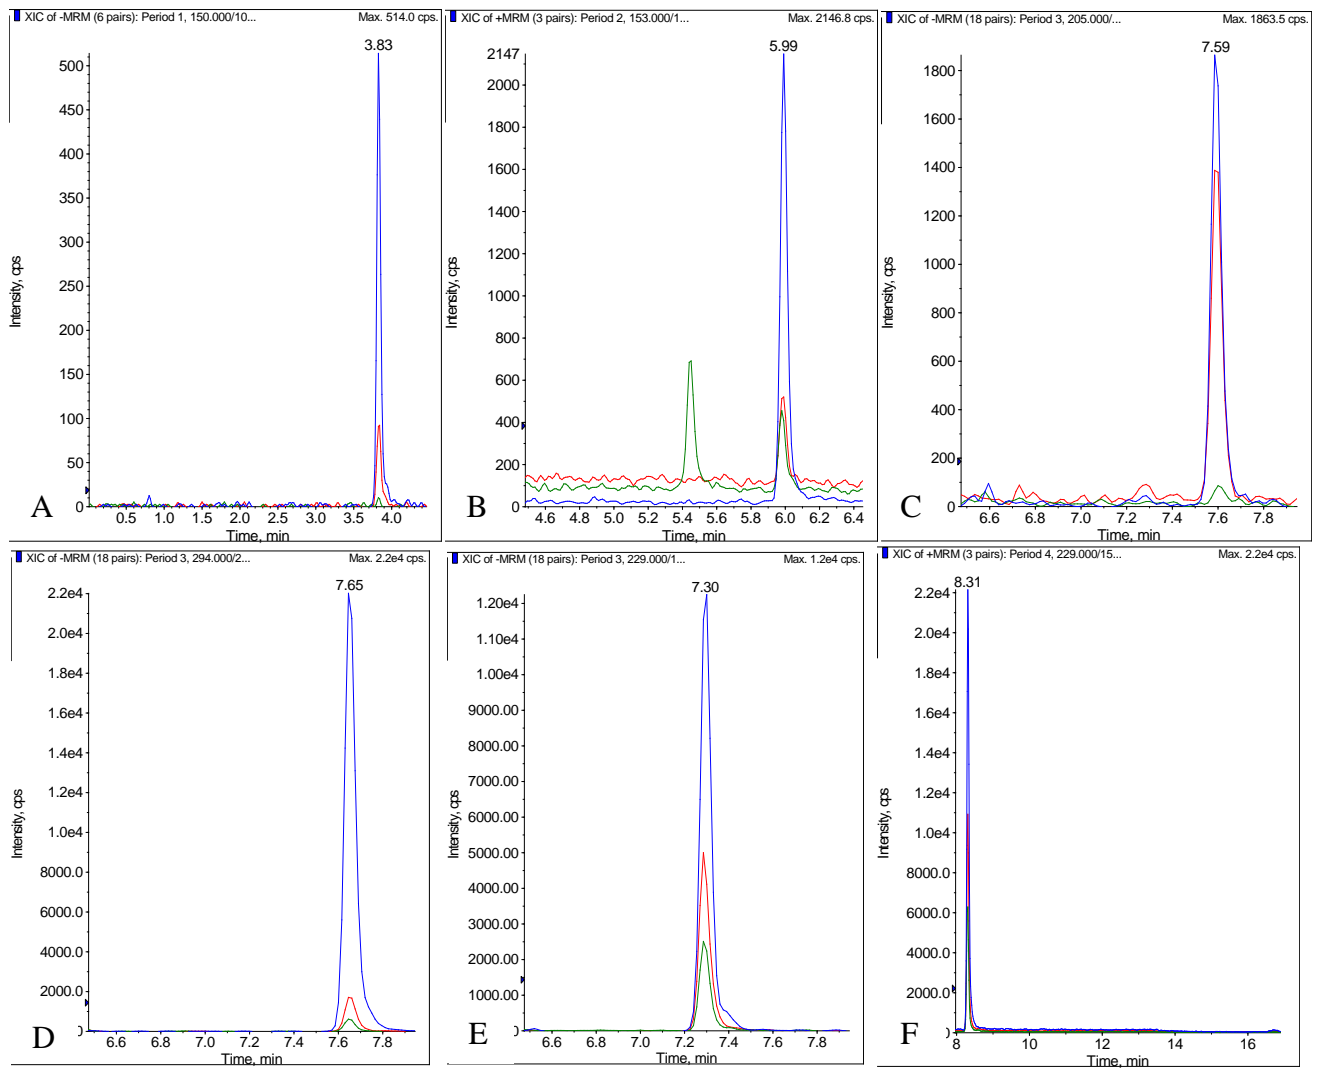 XIC of -MRM (6 pairs): Period 1, 150.000/10... Max. 514.0 cps.
3.83
500
450
400
350
300
250
200
150
100
50
0
Intensity, cps
0.5 1.0 1.5 2.0 2.5 3.0 3.5 4.0
Time, min
A
XIC of +MRM (3 pairs): Period 2, 153.000/1... Max. 2146.8 cps.
5.99
2147
2000
1800
1600
1400
1200
1000
800
600
400
200
0
Intensity, cps
4.6 4.8 5.0 5.2 5.4 5.6 5.8 6.0 6.2 6.4
Time, min
B
XIC of -MRM (18 pairs): Period 3, 205.000/... Max. 1863.5 cps.
7.59
1800
1600
1400
1200
1000
800
600
400
200
0
Intensity, cps
6.6 6.8 7.0 7.2 7.4 7.6 7.8
Time, min
C
XIC of -MRM (18 pairs): Period 3, 294.000/2... Max. 2.2e4 cps.
7.65
2.2e4
2.0e4
1.8e4
1.6e4
1.4e4
1.2e4
1.0e4
8000.0
6000.0
4000.0
2000.0
Intensity, cps
6.6 6.8 7.0 7.2 7.4 7.6 7.8
Time, min
D
XIC of -MRM (18 pairs): Period 3, 229.000/1... Max. 1.2e4 cps.
7.30
1.20e4
1.10e4
1.00e4
9000.00
8000.00
7000.00
6000.00
5000.00
4000.00
3000.00
2000.00
1000.00
Intensity, cps
6.6 6.8 7.0 7.2 7.4 7.6 7.8
Time, min
E
XIC of +MRM (3 pairs): Period 4, 229.000/15... Max. 2.2e4 cps.
8.31
2.2e4
2.0e4
1.8e4
1.6e4
1.4e4
1.2e4
1.0e4
8000.0
6000.0
4000.0
2000.0
Intensity, cps
8 10 12 14 16
Time, min
F